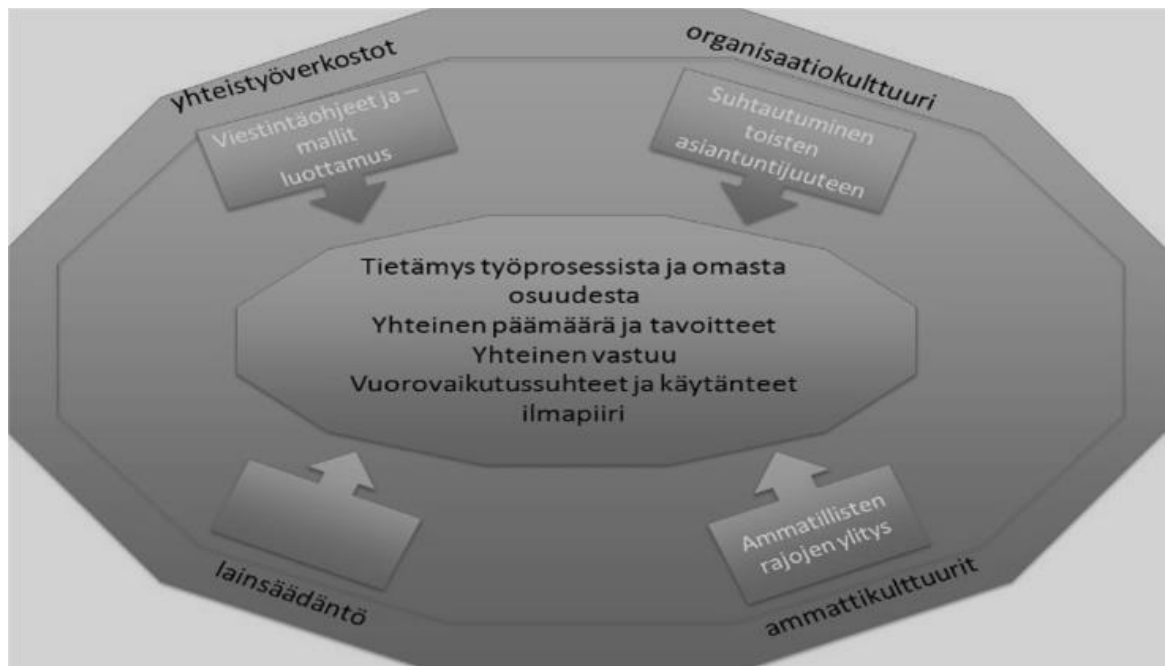 yhteistyöverkostot
organisaatiokulttuuri
Viestintäohjeet ja –
mallit
luottamus
Suhtautuminen
toisten
asiantuntijuuteen
Tietämys työprosessista ja omasta
osuudesta
Yhteinen päämäärä ja tavoitteet
Yhteinen vastuu
Vuorovaikutussuhteet ja käytänteet
ilmapiiri
Ammatillisten
rajojen ylitys
lainsäädäntö
ammattikulttuurit